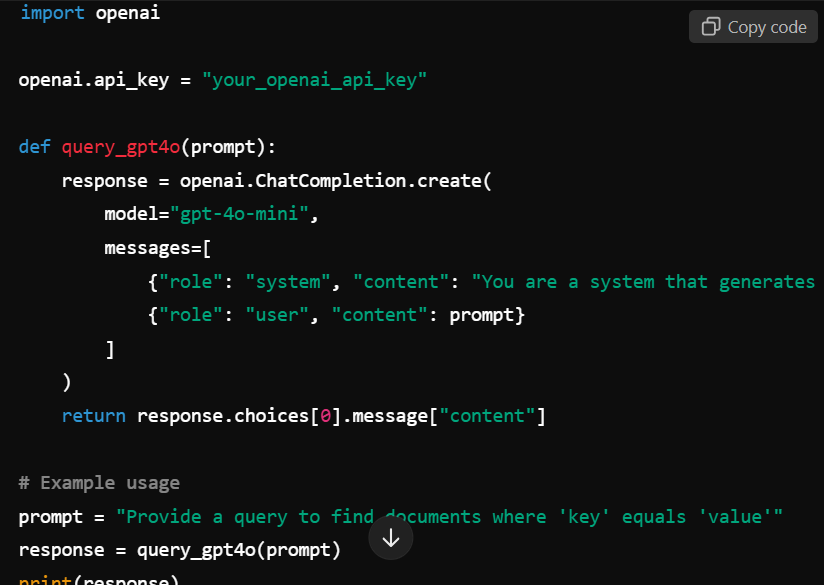 import openai
Copy code
openai.api_key = "your_openai_api_key"
def query_gpt4o(prompt):
    response = openai.ChatCompletion.create(
        model="gpt-4o-mini",
        messages=[
            {"role": "system", "content": "You are a system that generates
            {"role": "user", "content": prompt}
        ]
    )
    return response.choices[0].message["content"]
# Example usage
prompt = "Provide a query to find documents where 'key' equals 'value'"
response = query_gpt4o(prompt)
print(response)